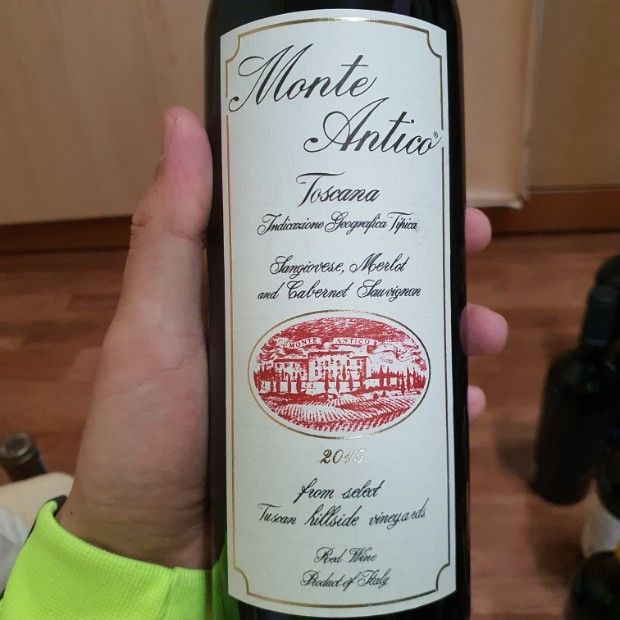 Monte
Antico®
Toscana
Indicazione Geografica Tipica
Sangiovese, Merlot
and Cabernet Sauvignon
MONTE ANTICO
from select
Tuscan hillside vineyards
Red Wine
Product of Italy